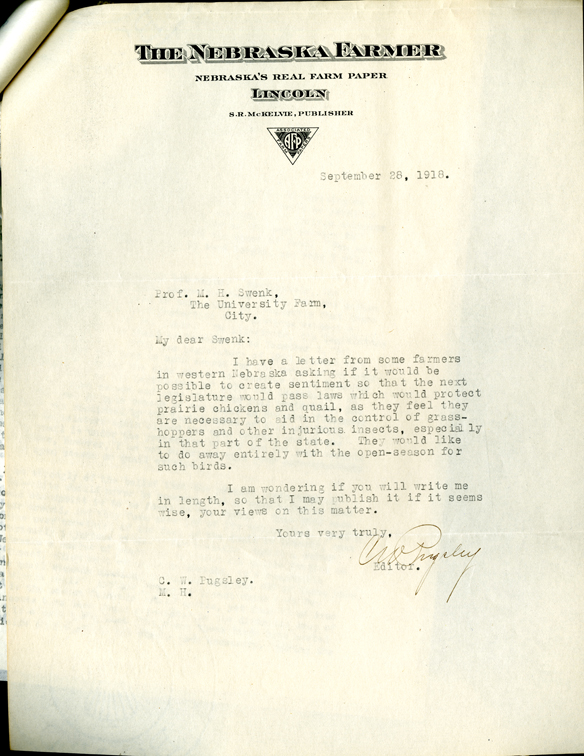 THE NEBRASKA FARMER
NEBRASKA'S REAL FARM PAPER
LINCOLN
S.R. MCKELVIE, PUBLISHER
ASSOCIATED
September 28, 1918.
Prof. M. H. Swenk,
The University Farm,
City.
My dear Swenk:
I have a letter from some farmers
in western Nebraska asking if it would be
possible to create sentiment so that the next
legislature would pass laws which would protect
prairie chickens and quail, as they feel they
are necessary to aid in the control of grass-
hoppers and other injurious insects, especially
in that part of the state. They would like
to do away entirely with the open-season for
such birds.
I am wondering if you will write me
in length, so that I may publish it if it seems
wise, your views on this matter.
Yours very truly,
CW Pugsley
Editor.
C. W. Pugsley.
M. H.